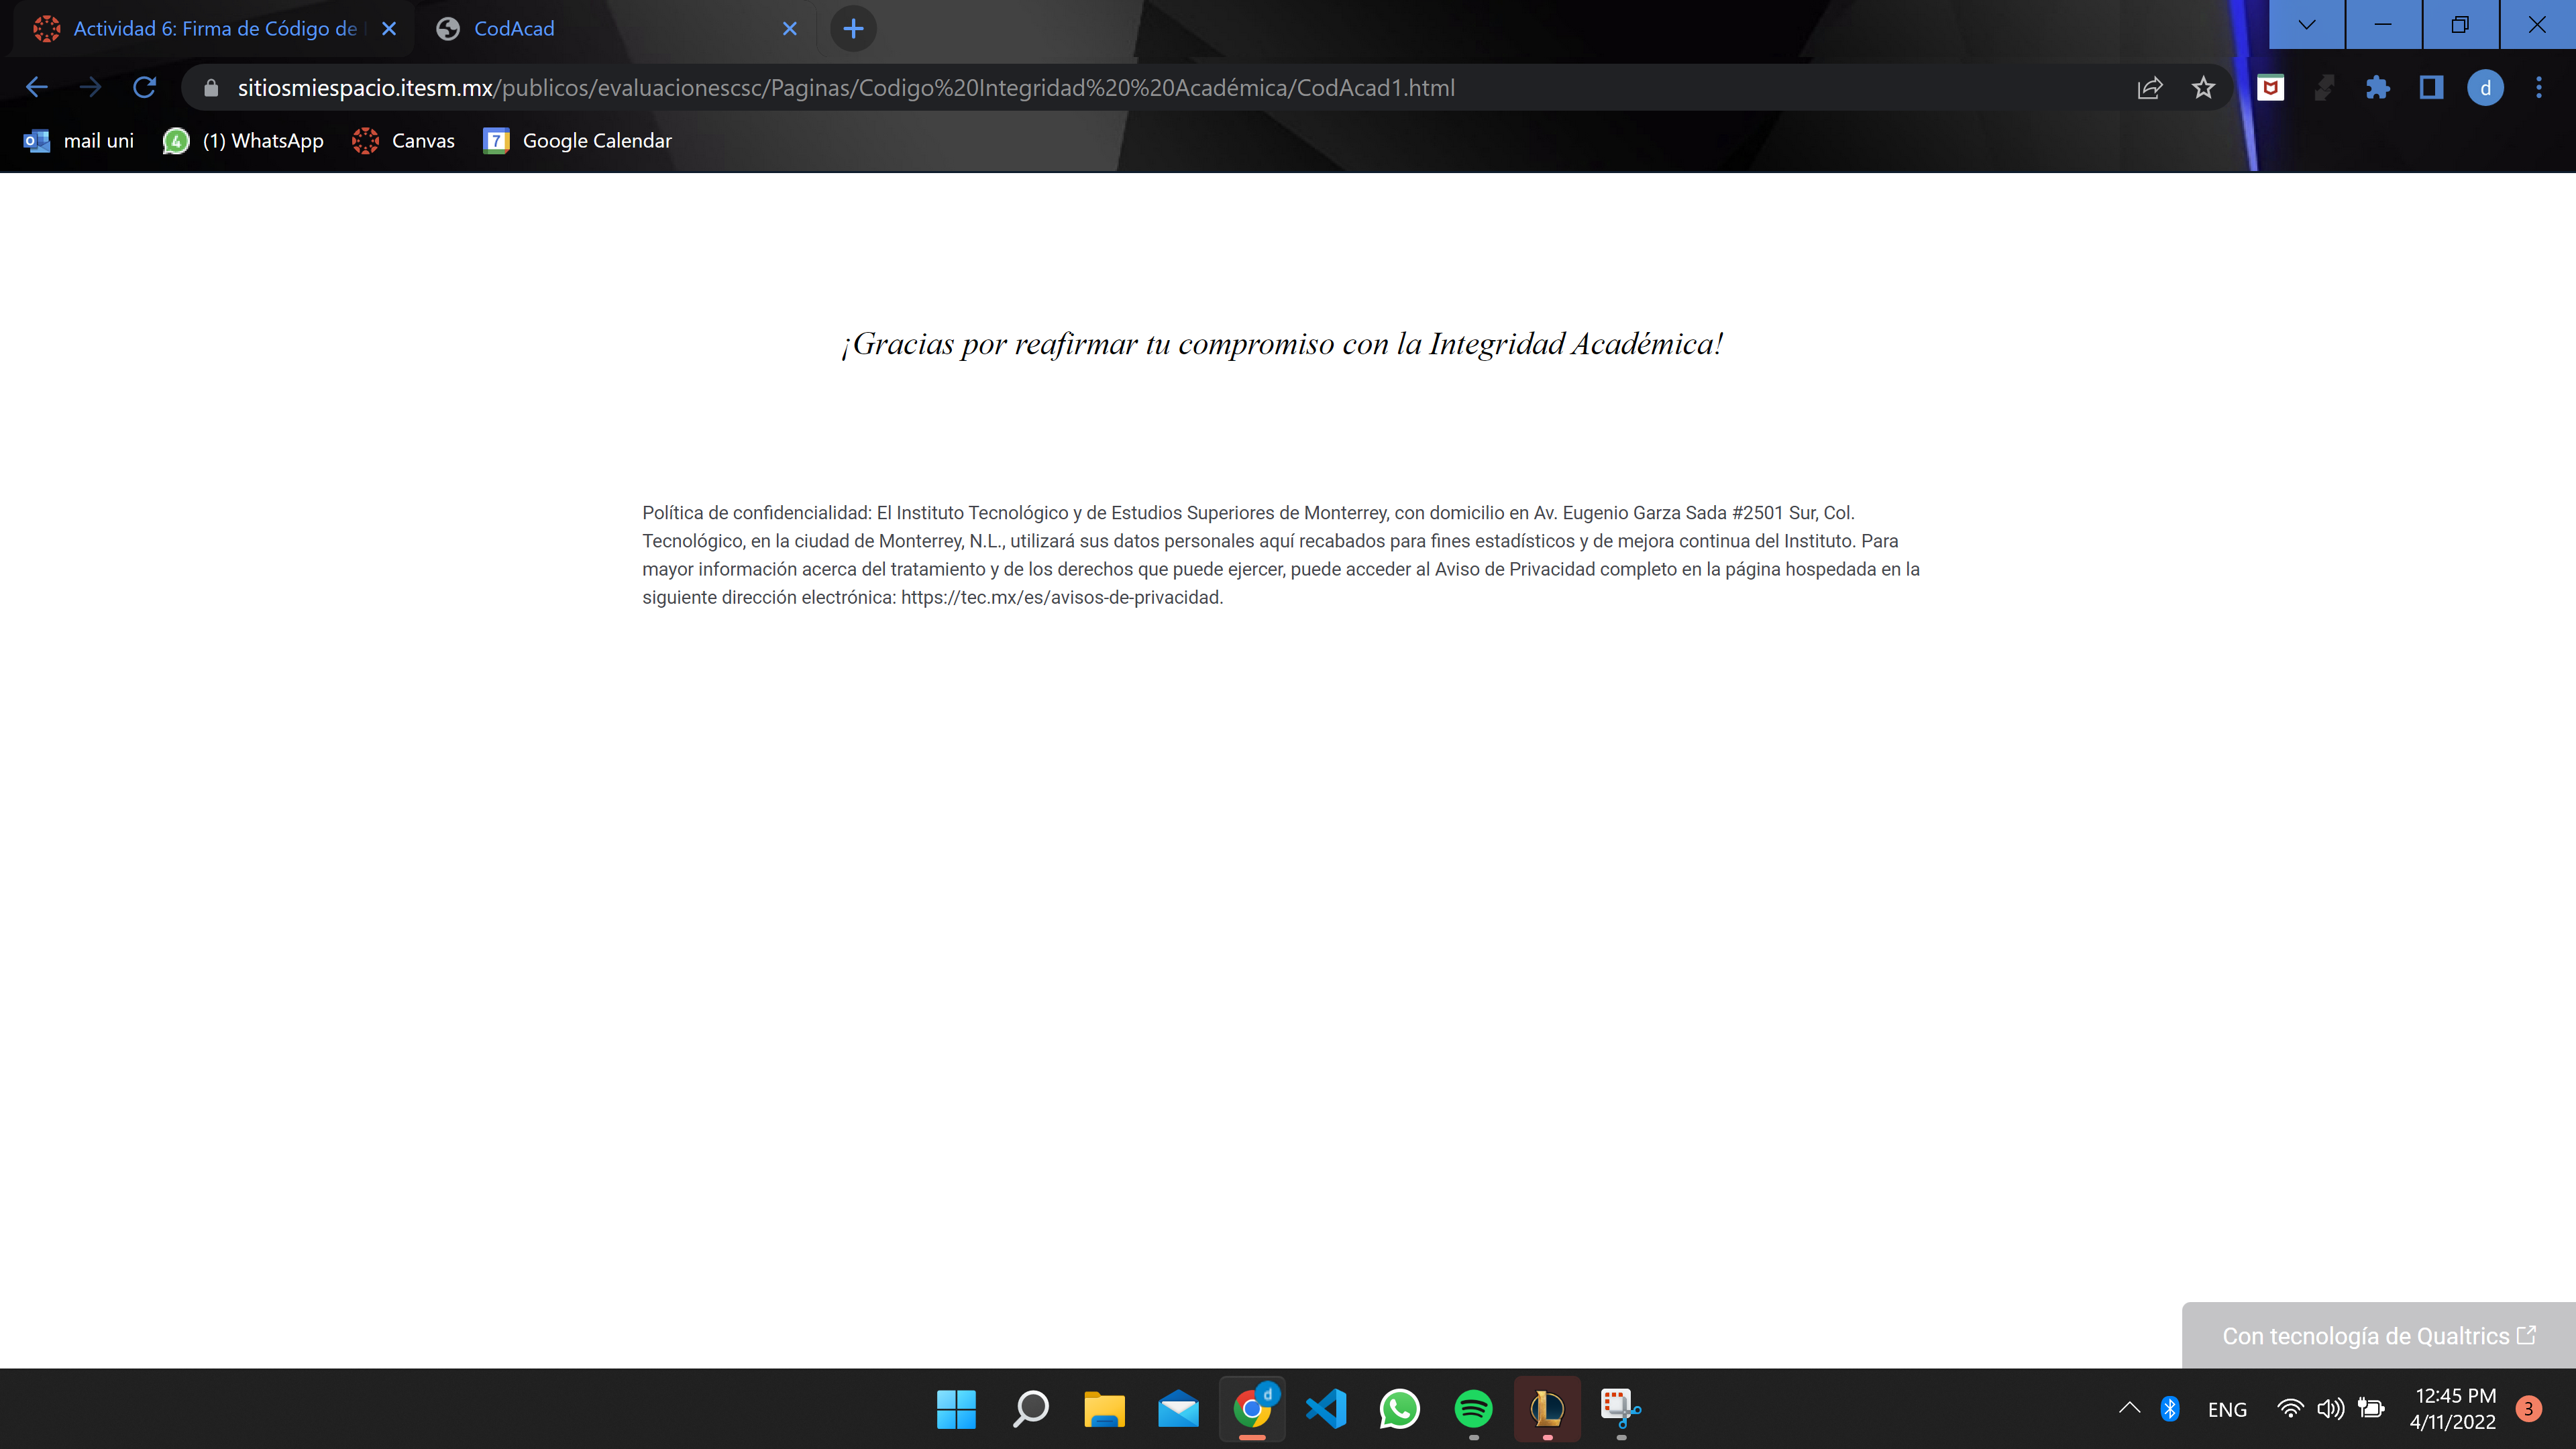 Actividad 6: Firma de Código de
CodAcad
sitiosmiespacio.itesm.mx/publicos/evaluacionescsc/Paginas/Codigo%20Integridad%20%20Académica/CodAcad1.html
d
mail uni
4
(1) WhatsApp
Canvas
7
Google Calendar
¡Gracias por reafirmar tu compromiso con la Integridad Académica!
Política de confidencialidad: El Instituto Tecnológico y de Estudios Superiores de Monterrey, con domicilio en Av. Eugenio Garza Sada #2501 Sur, Col.
Tecnológico, en la ciudad de Monterrey, N.L., utilizará sus datos personales aquí recabados para fines estadísticos y de mejora continua del Instituto. Para
mayor información acerca del tratamiento y de los derechos que puede ejercer, puede acceder al Aviso de Privacidad completo en la página hospedada en la
siguiente dirección electrónica: https://tec.mx/es/avisos-de-privacidad.
Con tecnología de Qualtrics
d
ENG
12:45 PM
4/11/2022
3